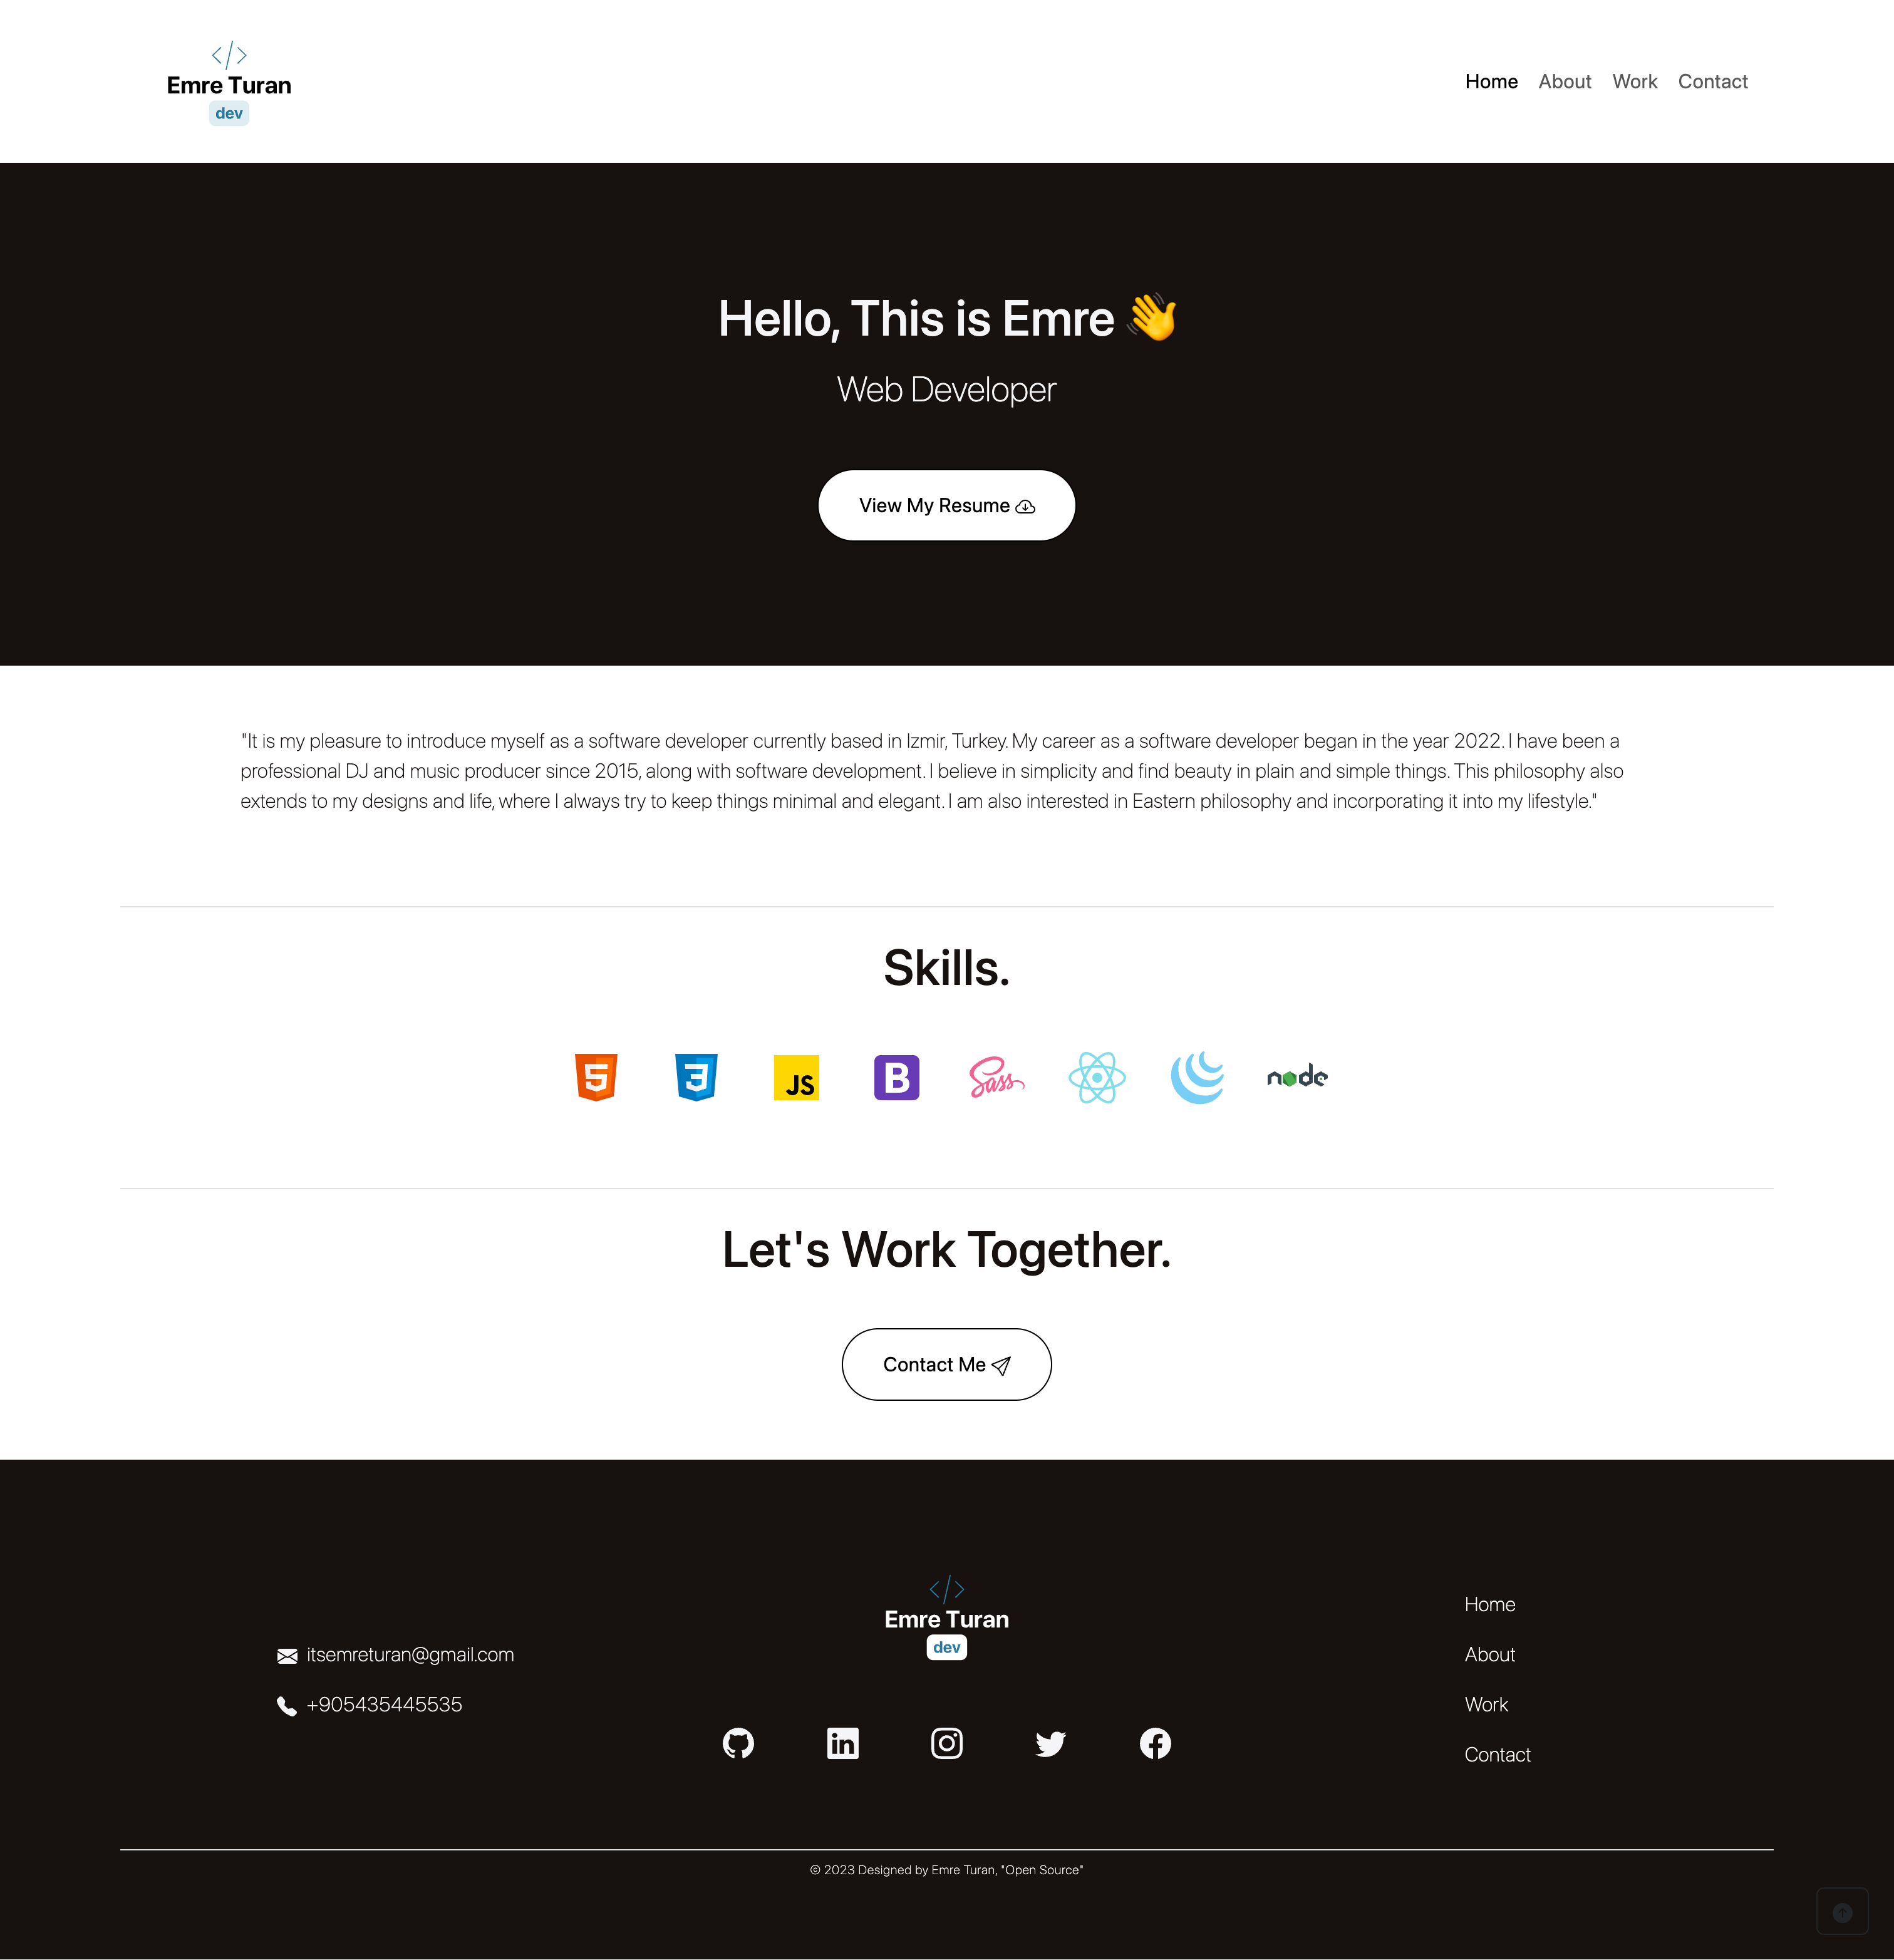 </>
Emre Turan
dev
Home About Work Contact
Hello, This is Emre 👋
Web Developer
View My Resume
"It is my pleasure to introduce myself as a software developer currently based in Izmir, Turkey. My career as a software developer began in the year 2022. I have been a
professional DJ and music producer since 2015, along with software development. I believe in simplicity and find beauty in plain and simple things. This philosophy also
extends to my designs and life, where I always try to keep things minimal and elegant. I am also interested in Eastern philosophy and incorporating it into my lifestyle."
Skills.
5 3 JS B Sass node
Let's Work Together.
Contact Me
</>
Emre Turan
dev
itsemreturan@gmail.com
+905435445535
in
Home
About
Work
Contact
© 2023 Designed by Emre Turan, "Open Source"